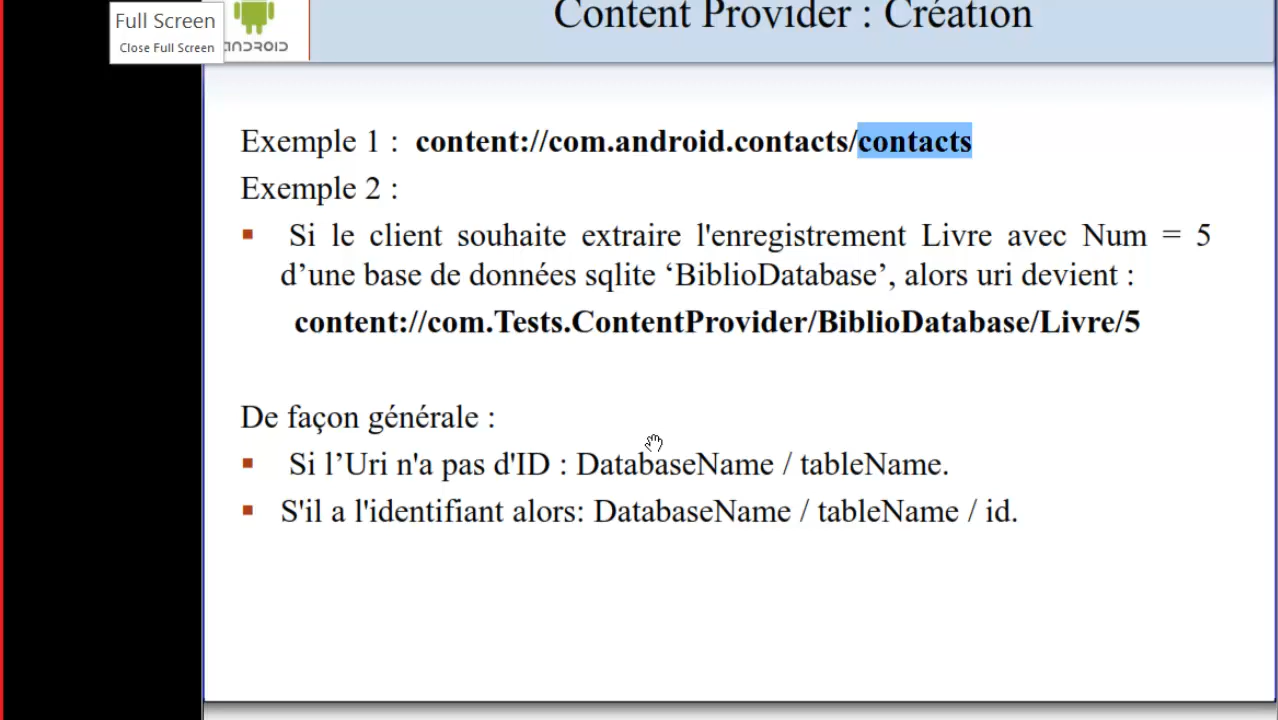 Full Screen
Close Full Screen
ANDROID
Content Provider : Création
Exemple 1 : content://com.android.contacts/contacts
Exemple 2 :
Si le client souhaite extraire l'enregistrement Livre avec Num = 5
d’une base de données sqlite ‘BiblioDatabase’, alors uri devient :
content://com.Tests.ContentProvider/BiblioDatabase/Livre/5
De façon générale :
Si l’Uri n'a pas d'ID : DatabaseName / tableName.
S'il a l'identifiant alors: DatabaseName / tableName / id.